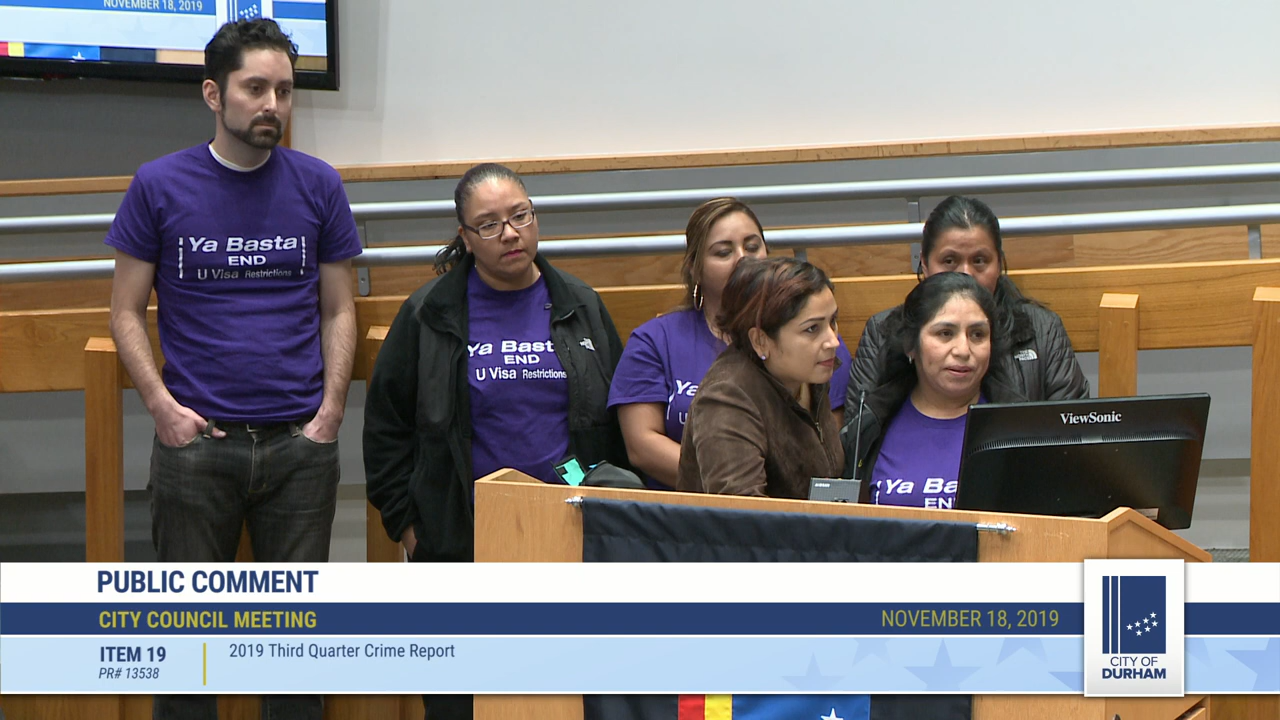 NOVEMBER 18, 2019
Ya Basta
END
U Visa Restrictions
Ya Basta
END
U Visa Restrictions
Ya
U
Ya Ba
END
ViewSonic
PUBLIC COMMENT
CITY COUNCIL MEETING
NOVEMBER 18, 2019
ITEM 19
PR# 13538
2019 Third Quarter Crime Report
CITY OF
DURHAM